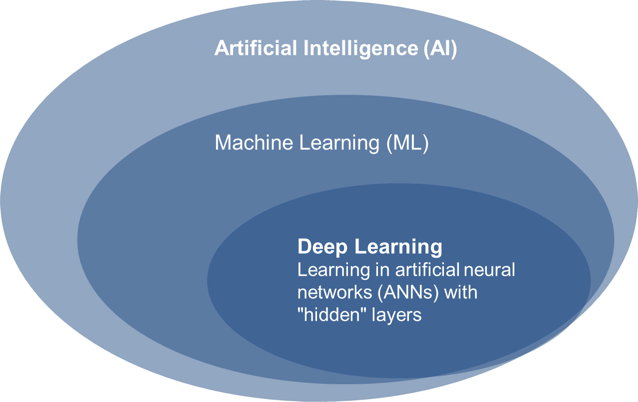 Artificial Intelligence (AI)
Machine Learning (ML)
Deep Learning
Learning in artificial neural
networks (ANNs) with
"hidden" layers